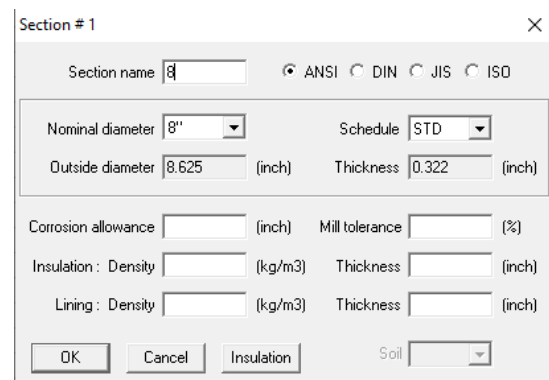 Section # 1
Section name 8 ANSI DIN JIS ISO
Nominal diameter 8" Schedule STD
Outside diameter 8.625 (inch) Thickness 0.322 (inch)
Corrosion allowance (inch) Mill tolerance (%)
Insulation : Density (kg/m3) Thickness (inch)
Lining : Density (kg/m3) Thickness (inch)
OK Cancel Insulation Soil